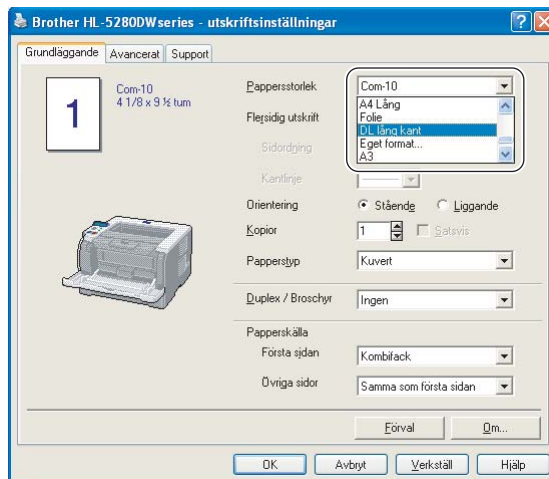 Brother HL-5280DW series - utskriftsinställningar
Grundläggande Avancerat Support
1
Com-10
4 1/8 x 9 ½ tum
Pappersstorlek Com-10
A4 Lång
Folie
DL lång kant
Eget format...
A3
Flersidig utskrift
Sidordning
Kantlinje
Orientering Stående Liggande
Kopior 1 Satsvis
Papperstyp Kuvert
Duplex / Broschyr Ingen
Papperskälla
Första sidan Kombifack
Övriga sidor Samma som första sidan
Förval Om...
OK Avbryt Verkställ Hjälp